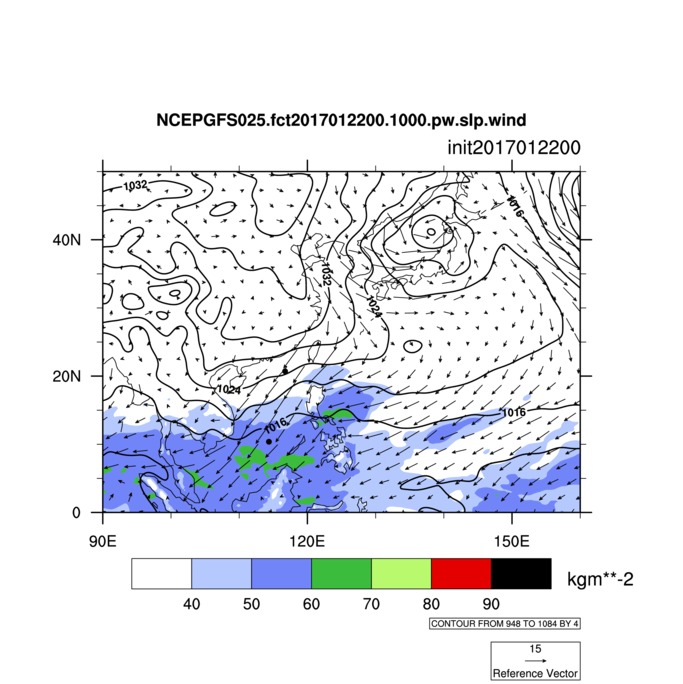 NCEPGFS025.fct2017012200.1000.pw.slp.wind
init2017012200
1032
1016
40N
1032
1024
20N
1024
1016
1016
0
90E 120E 150E
40 50 60 70 80 90
kgm**-2
CONTOUR FROM 948 TO 1084 BY 4
15
Reference Vector